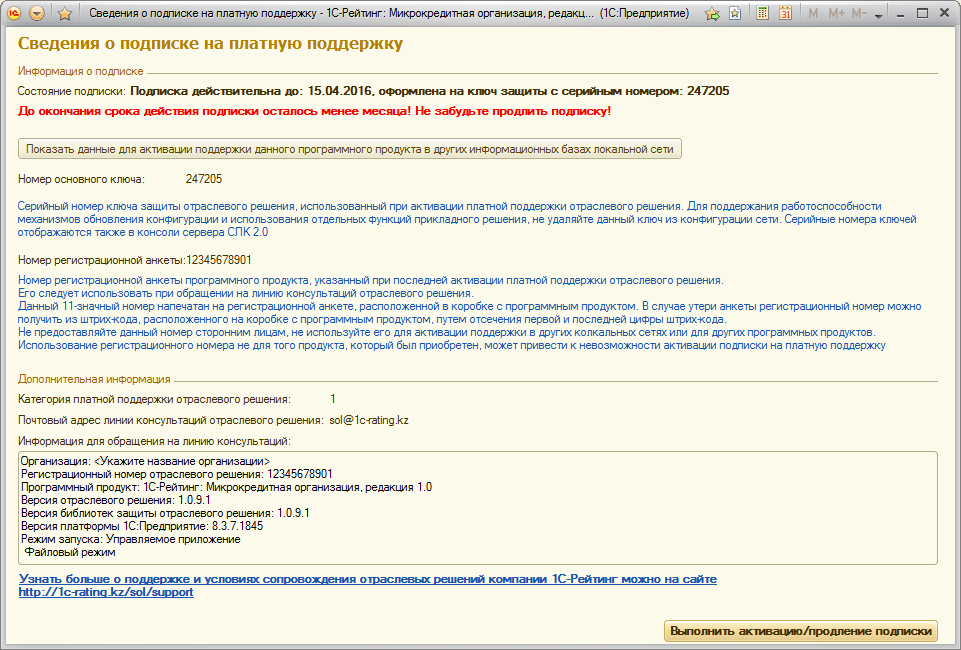 Сведения о подписке на платную поддержку - 1С-Рейтинг: Микрокредитная организация, редакц... (1С:Предприятие)
M M+ M-
Сведения о подписке на платную поддержку
Информация о подписке
Состояние подписки: Подписка действительна до: 15.04.2016, оформлена на ключ защиты с серийным номером: 247205
До окончания срока действия подписки осталось менее месяца! Не забудьте продлить подписку!
Показать данные для активации поддержки данного программного продукта в других информационных базах локальной сети
Номер основного ключа: 247205
Серийный номер ключа защиты отраслевого решения, использованный при активации платной поддержки отраслевого решения. Для поддержания работоспособности
механизмов обновления конфигурации и использования отдельных функций прикладного решения, не удаляйте данный ключ из конфигурации сети. Серийные номера ключей
отображаются также в консоли сервера СЛК 2.0
Номер регистрационной анкеты:12345678901
Номер регистрационной анкеты программного продукта, указанный при последней активации платной поддержки отраслевого решения.
Его следует использовать при обращении на линию консультаций отраслевого решения.
Данный 11-значный номер напечатан на регистрационной анкете, расположенной в коробке с программным продуктом. В случае утери анкеты регистрационный номер можно
получить из штрих-кода, расположенного на коробке с программным продуктом, путем отсечения первой и последней цифры штрих-кода.
Не предоставляйте данный номер сторонним лицам, не используйте его для активации поддержки в других колкальных сетях или для других программных продуктов.
Использование регистрационного номера не для того продукта, который был приобретен, может привести к невозможности активации подписки на платную поддержку
Дополнительная информация
Категория платной поддержки отраслевого решения: 1
Почтовый адрес линии консультаций отраслевого решения: sol@1c-rating.kz
Информация для обращения на линию консультаций:
Организация: <Укажите название организации>
Регистрационный номер отраслевого решения: 12345678901
Программный продукт: 1С-Рейтинг: Микрокредитная организация, редакция 1.0
Версия отраслевого решения: 1.0.9.1
Версия библиотек защиты отраслевого решения: 1.0.9.1
Версия платформы 1С:Предприятие: 8.3.7.1845
Режим запуска: Управляемое приложение
Файловый режим
Узнать больше о поддержке и условиях сопровождения отраслевых решений компании 1С-Рейтинг можно на сайте
http://1c-rating.kz/sol/support
Выполнить активацию/продление подписки